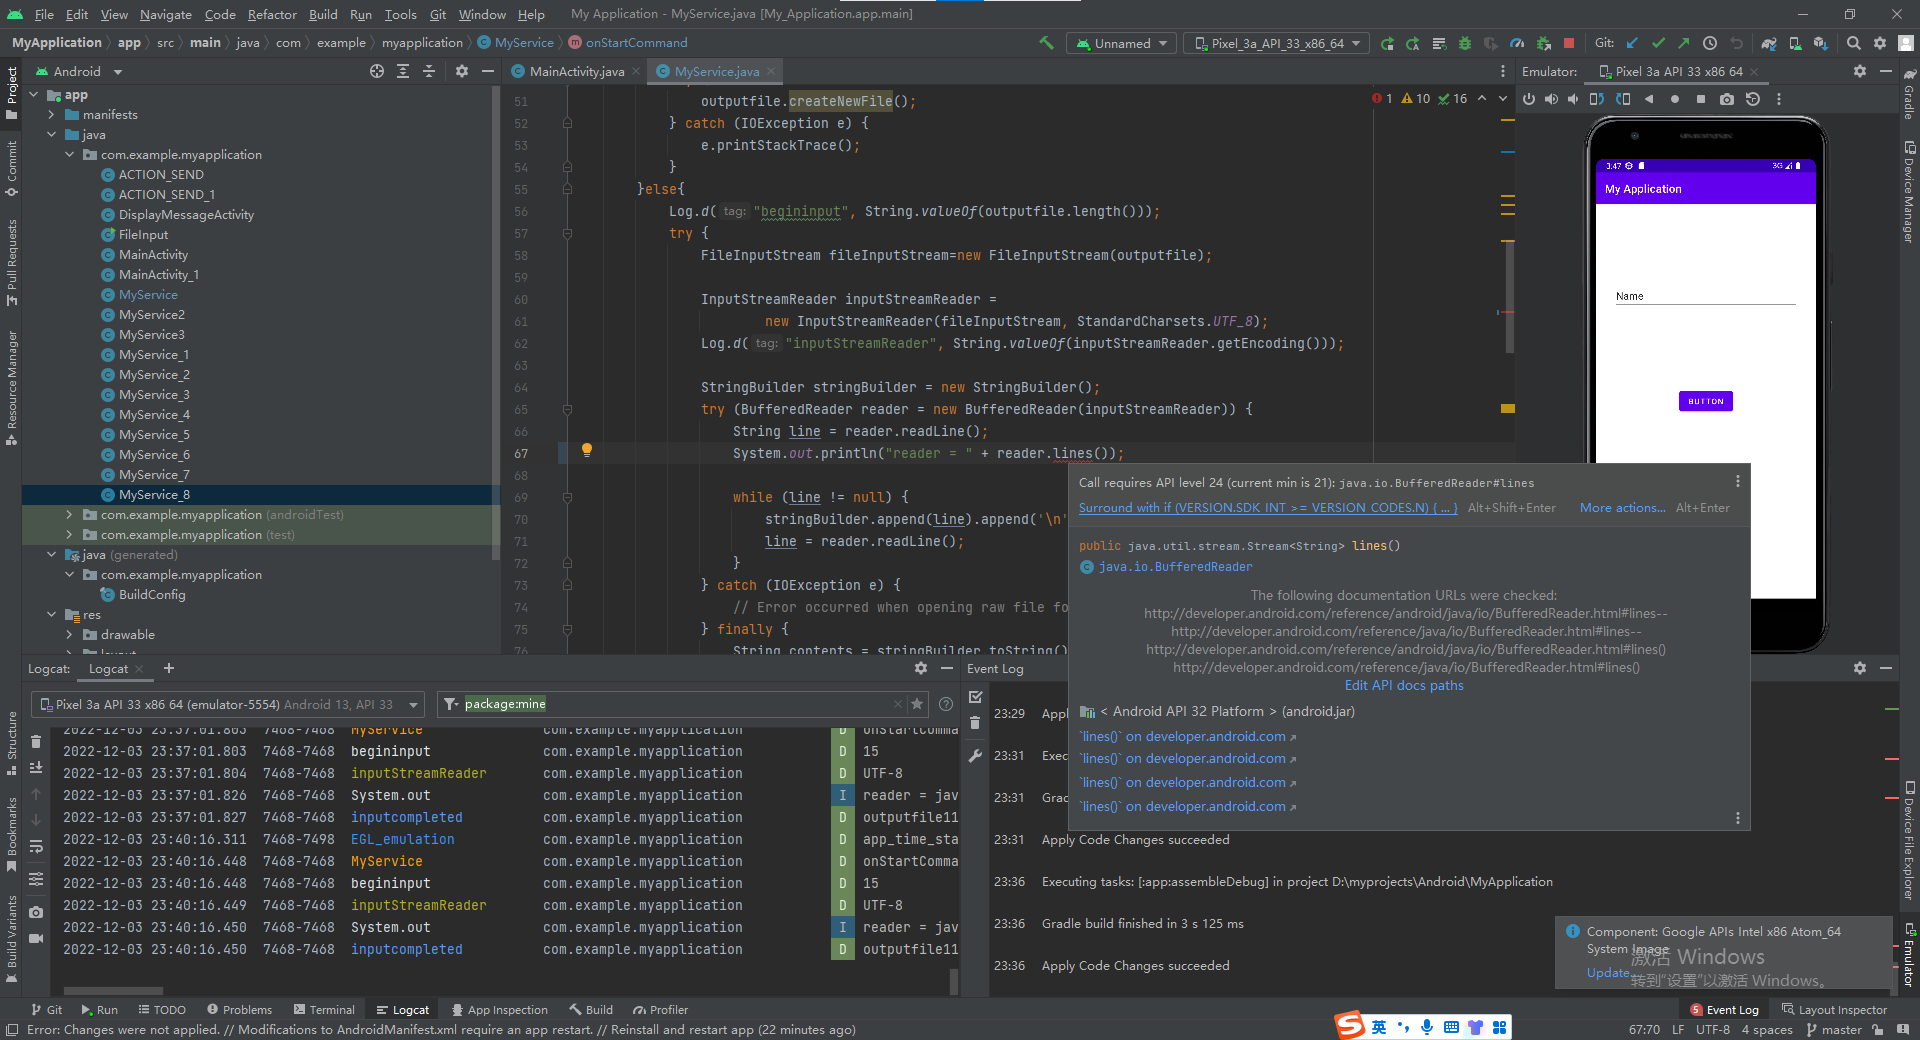 File Edit View Navigate Code Refactor Build Run Tools Git Window Help My Application - MyService.java [My_Application.app.main]
MyApplication app src main java com example myapplication MyService onStartCommand
Unnamed Pixel_3a_API_33_x86_64 Git:
Android
MainActivity.java MyService.java
Emulator: Pixel 3a API 33 x86 64
Project
Commit
Pull Requests
Resource Manager
Structure
Bookmarks
Build Variants
app
manifests
java
com.example.myapplication
ACTION_SEND
ACTION_SEND_1
DisplayMessageActivity
FileInput
MainActivity
MainActivity_1
MyService
MyService2
MyService3
MyService_1
MyService_2
MyService_3
MyService_4
MyService_5
MyService_6
MyService_7
MyService_8
com.example.myapplication (androidTest)
com.example.myapplication (test)
java (generated)
com.example.myapplication
BuildConfig
res
drawable
1 10 16
51 outputfile.createNewFile();
52 } catch (IOException e) {
53 e.printStackTrace();
54 }
55 }else{
56 Log.d( tag: "begininput", String.valueOf(outputfile.length()));
57 try {
58 FileInputStream fileInputStream=new FileInputStream(outputfile);
59
60 InputStreamReader inputStreamReader =
61 new InputStreamReader(fileInputStream, StandardCharsets.UTF_8);
62 Log.d( tag: "inputStreamReader", String.valueOf(inputStreamReader.getEncoding()));
63
64 StringBuilder stringBuilder = new StringBuilder();
65 try (BufferedReader reader = new BufferedReader(inputStreamReader)) {
66 String line = reader.readLine();
67 System.out.println("reader = " + reader.lines());
68
69 while (line != null) {
70 stringBuilder.append(line).append('\n'
71 line = reader.readLine();
72 }
73 } catch (IOException e) {
74 // Error occurred when opening raw file fo
75 } finally {
76 String contents = stringBuilder.toString()
Call requires API level 24 (current min is 21): java.io.BufferedReader#lines
Surround with if (VERSION.SDK_INT >= VERSION_CODES.N) { ... } Alt+Shift+Enter More actions... Alt+Enter
public java.util.stream.Stream<String> lines()
java.io.BufferedReader
The following documentation URLs were checked:
http://developer.android.com/reference/android/java/io/BufferedReader.html#lines--
http://developer.android.com/reference/java/io/BufferedReader.html#lines--
http://developer.android.com/reference/android/java/io/BufferedReader.html#lines()
http://developer.android.com/reference/java/io/BufferedReader.html#lines()
Edit API docs paths
< Android API 32 Platform > (android.jar)
`lines()` on developer.android.com
`lines()` on developer.android.com
`lines()` on developer.android.com
`lines()` on developer.android.com
3:47 3G
My Application
Name
BUTTON
Gradle
Device Manager
Device File Explorer
Emulator
Logcat: Logcat
Pixel 3a API 33 x86 64 (emulator-5554) Android 13, API 33
package:mine
2022-12-03 23:37:01.803 7468-7468 MyService com.example.myapplication onStartComma
2022-12-03 23:37:01.803 7468-7468 begininput com.example.myapplication D 15
2022-12-03 23:37:01.804 7468-7468 inputStreamReader com.example.myapplication D UTF-8
2022-12-03 23:37:01.826 7468-7468 System.out com.example.myapplication I reader = jav
2022-12-03 23:37:01.827 7468-7468 inputcompleted com.example.myapplication D outputfile11
2022-12-03 23:40:16.311 7468-7498 EGL_emulation com.example.myapplication D app_time_sta
2022-12-03 23:40:16.448 7468-7468 MyService com.example.myapplication D onStartComma
2022-12-03 23:40:16.448 7468-7468 begininput com.example.myapplication D 15
2022-12-03 23:40:16.449 7468-7468 inputStreamReader com.example.myapplication D UTF-8
2022-12-03 23:40:16.450 7468-7468 System.out com.example.myapplication I reader = jav
2022-12-03 23:40:16.450 7468-7468 inputcompleted com.example.myapplication D outputfile11
Event Log
23:29 Appl
23:31 Exec
23:31 Grac
23:31 Apply Code Changes succeeded
23:36 Executing tasks: [:app:assembleDebug] in project D:\myprojects\Android\MyApplication
23:36 Gradle build finished in 3 s 125 ms
23:36 Apply Code Changes succeeded
Component: Google APIs Intel x86 Atom_64
System Image
Update
激活 Windows
转到"设置"以激活 Windows。
Git Run TODO Problems Terminal Logcat App Inspection Build Profiler
Event Log Layout Inspector
Error: Changes were not applied. // Modifications to AndroidManifest.xml require an app restart. // Reinstall and restart app (22 minutes ago)
英
67:70 LF UTF-8 4 spaces master